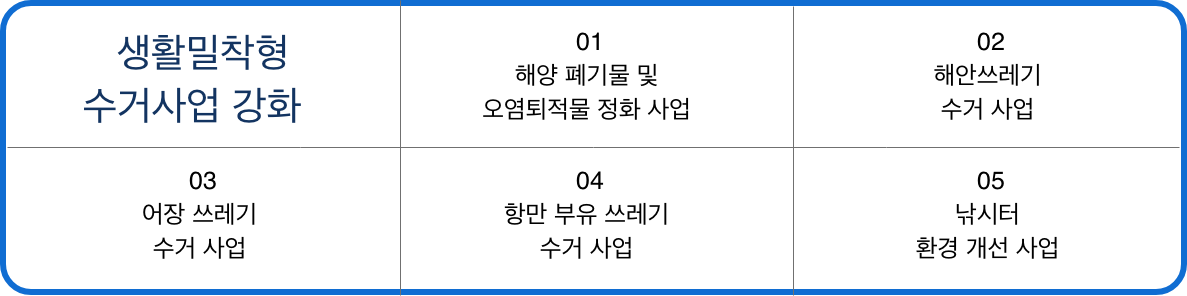 생활밀착형
수거사업 강화
01
해양 폐기물 및
오염퇴적물 정화 사업
02
해안쓰레기
수거 사업
03
어장 쓰레기
수거 사업
04
항만 부유 쓰레기
수거 사업
05
낚시터
환경 개선 사업